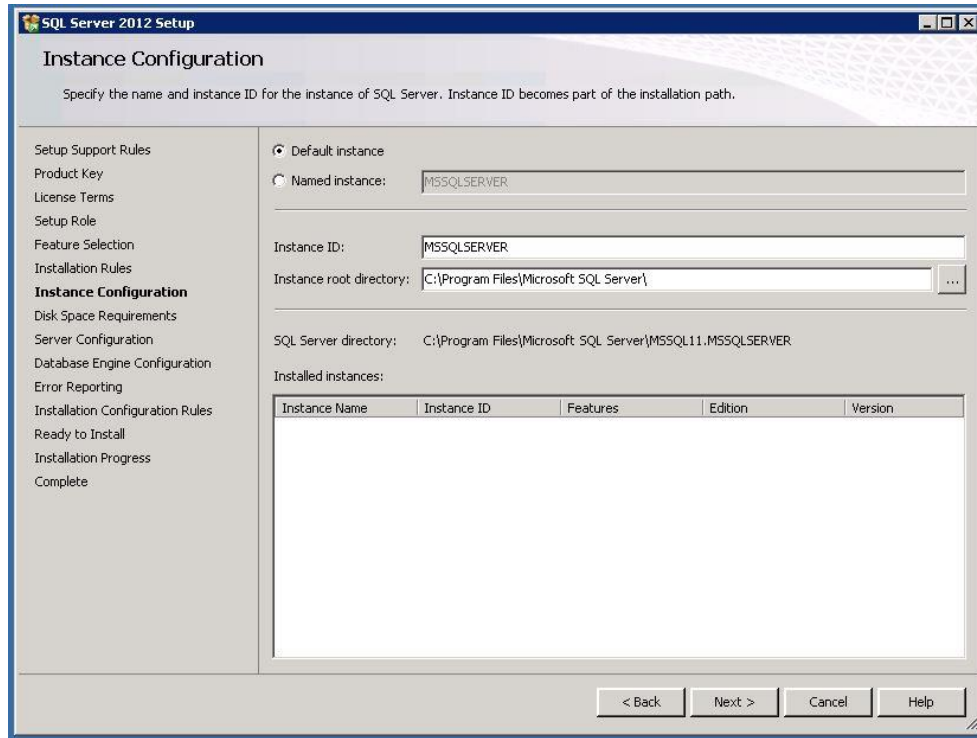 SQL Server 2012 Setup
Instance Configuration
Specify the name and instance ID for the instance of SQL Server. Instance ID becomes part of the installation path.
Setup Support Rules
Product Key
License Terms
Setup Role
Feature Selection
Installation Rules
Instance Configuration
Disk Space Requirements
Server Configuration
Database Engine Configuration
Error Reporting
Installation Configuration Rules
Ready to Install
Installation Progress
Complete
Default instance
Named instance: MSSQLSERVER
Instance ID: MSSQLSERVER
Instance root directory: C:\Program Files\Microsoft SQL Server\ ...
SQL Server directory: C:\Program Files\Microsoft SQL Server\MSSQL11.MSSQLSERVER
Installed instances:
Instance Name Instance ID Features Edition Version
< Back Next > Cancel Help